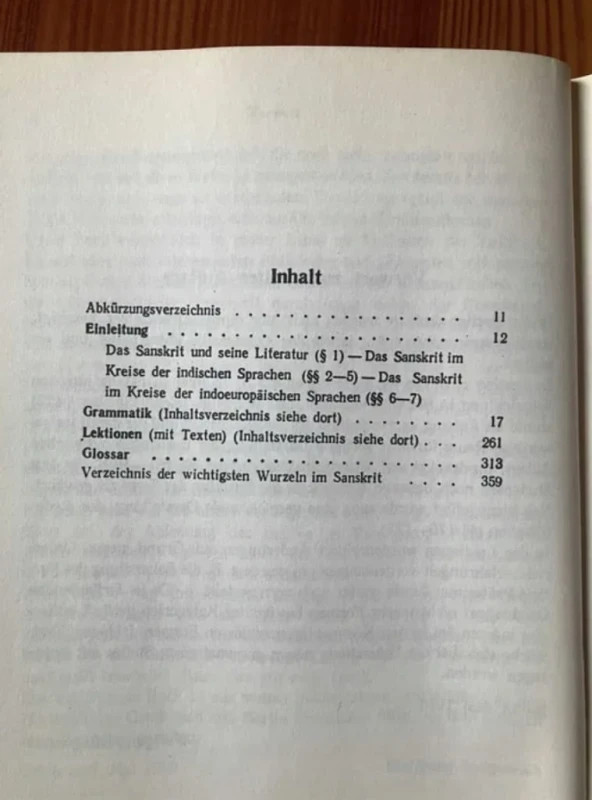 Inhalt
Abkürzungsverzeichnis . . . . . . . . . . . . . . . . . 11
Einleitung . . . . . . . . . . . . . . . . . . . . . . 12
Das Sanskrit und seine Literatur (§ 1) — Das Sanskrit im
Kreise der indischen Sprachen (§§ 2—5) — Das Sanskrit
im Kreise der indoeuropäischen Sprachen (§§ 6—7)
Grammatik (Inhaltsverzeichnis siehe dort) . . . . . . . . 17
Lektionen (mit Texten) (Inhaltsverzeichnis siehe dort) . . . 261
Glossar . . . . . . . . . . . . . . . . . . . . . . . 313
Verzeichnis der wichtigsten Wurzeln im Sanskrit . . . . 359